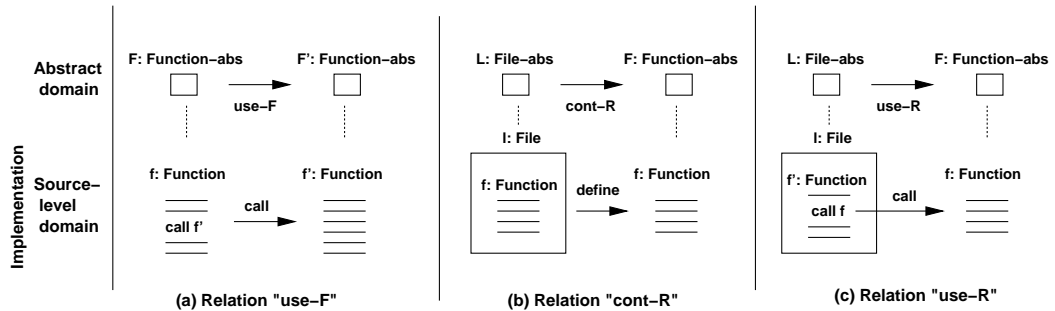 F: Function-abs F': Function-abs L: File-abs F: Function-abs L: File-abs F: Function-abs
Abstract
domain
use-F cont-R use-R
l: File l: File
Implementation
Source-
level
domain
f: Function f': Function f: Function f: Function f': Function f: Function
call define call
call f' call f
(a) Relation "use-F" (b) Relation "cont-R" (c) Relation "use-R"